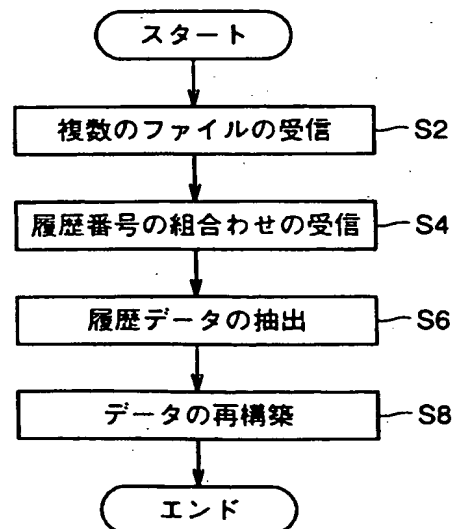 スタート
複数のファイルの受信 S2
履歴番号の組合わせの受信 S4
履歴データの抽出 S6
データの再構築 S8
エンド